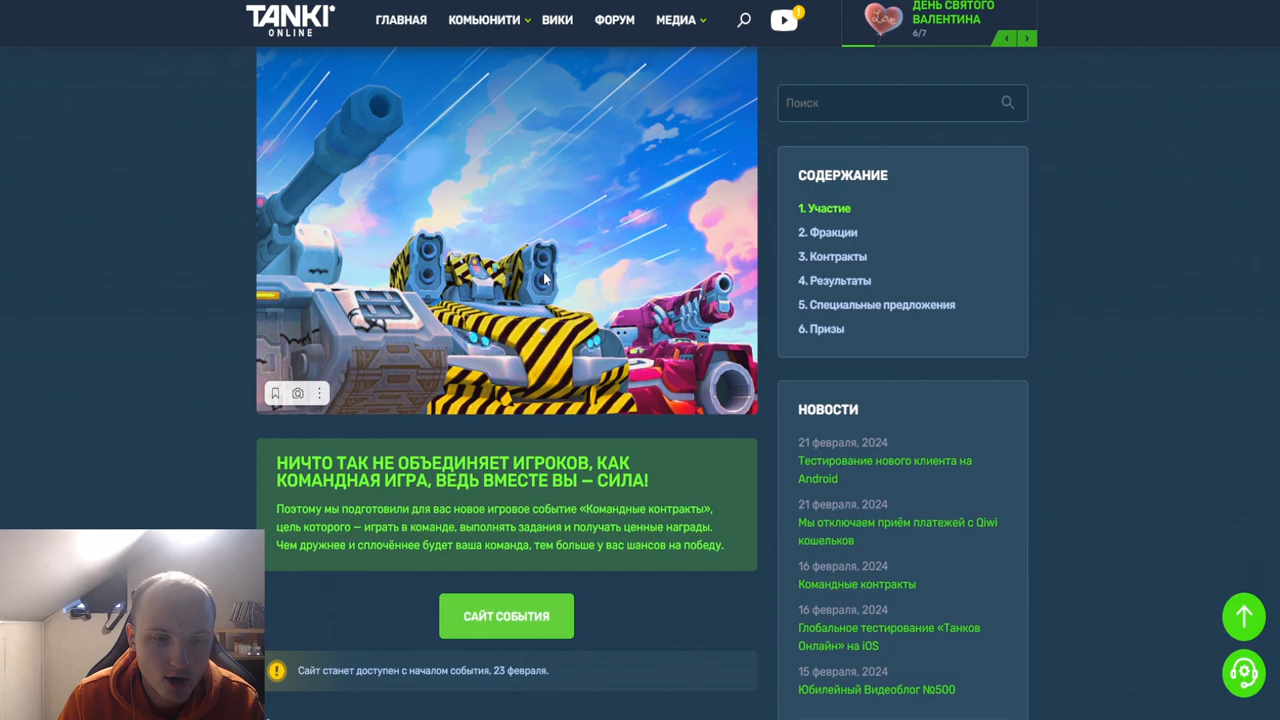 TANKI
ONLINE
ГЛАВНАЯ
КОМЬЮНИТИ
ВИКИ
ФОРУМ
МЕДИА
!
Love
ДЕНЬ СВЯТОГО
ВАЛЕНТИНА
6/7
Поиск
СОДЕРЖАНИЕ
1. Участие
2. Фракции
3. Контракты
4. Результаты
5. Специальные предложения
6. Призы
НИЧТО ТАК НЕ ОБЪЕДИНЯЕТ ИГРОКОВ, КАК
КОМАНДНАЯ ИГРА, ВЕДЬ ВМЕСТЕ ВЫ — СИЛА!
Поэтому мы подготовили для вас новое игровое событие «Командные контракты»,
цель которого — играть в команде, выполнять задания и получать ценные награды.
Чем дружнее и сплочённее будет ваша команда, тем больше у вас шансов на победу.
САЙТ СОБЫТИЯ
! Сайт станет доступен с началом события, 23 февраля.
НОВОСТИ
21 февраля, 2024
Тестирование нового клиента на
Android
21 февраля, 2024
Мы отключаем приём платежей с Qiwi
кошельков
16 февраля, 2024
Командные контракты
16 февраля, 2024
Глобальное тестирование «Танков
Онлайн» на iOS
15 февраля, 2024
Юбилейный Видеоблог №500